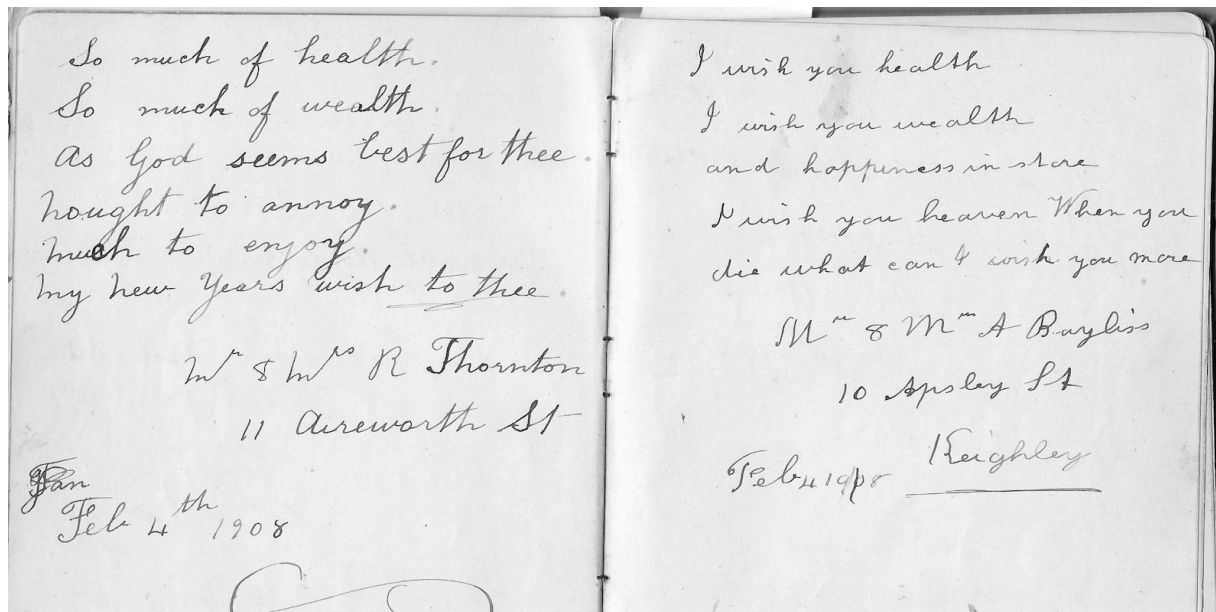 So much of health.
So much of wealth.
As God seems best for thee.
nought to annoy.
much to enjoy.
my new Years wish to thee.
Mr & Mrs R Thornton
11 Aireworth St
Jan
Feb 4th 1908
I wish you health
I wish you wealth
and happiness in store
I wish you heaven When you
die what can I wish you more
Mr & Mrs A Bayliss
10 Apsley St
Keighley
Feb 4 1908